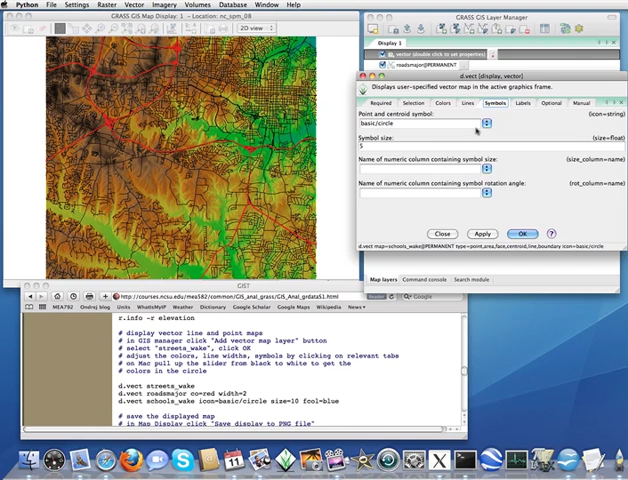 Python File Settings Raster Vector Imagery Volumes Database Window Help
GRASS GIS Map Display: 1 - Location: nc_spm_08
2D view
GRASS GIS Layer Manager
Display 1
vector (double click to set properties)
roadsmajor@PERMANENT
d.vect [display, vector]
Displays user-specified vector map in the active graphics frame.
Required Selection Colors Lines Symbols Labels Optional Manual
Point and centroid symbol: (icon=string)
basic/circle
Symbol size: (size=float)
5
Name of numeric column containing symbol size: (size_column=name)
Name of numeric column containing symbol rotation angle: (rot_column=name)
Close Apply OK ?
d.vect map=schools_wake@PERMANENT type=point,area,face,centroid,line,boundary icon=basic/circle
Map layers Command console Search module
GIST
http://courses.ncsu.edu/mea582/common/GIS_anal_grass/GIS_Anal_grdata51.html
Google
MEA792 Ondrej blog UTube WhatIsMyIP Weather Dictionary Google Scholar Google Maps Wikipedia News
r.info -r elevation
# display vector line and point maps
# in GIS manager click "Add vector map layer" button
# select "streets_wake", click OK
# adjust the colors, line widths, symbols by clicking on relevant tabs
# on Mac pull up the slider from black to white to get the
# colors in the circle
d.vect streets_wake
d.vect roadsmajor co=red width=2
d.vect schools_wake icon=basic/circle size=10 fcol=blue
# save the displayed map
# in Map Display click "Save display to PNG file"